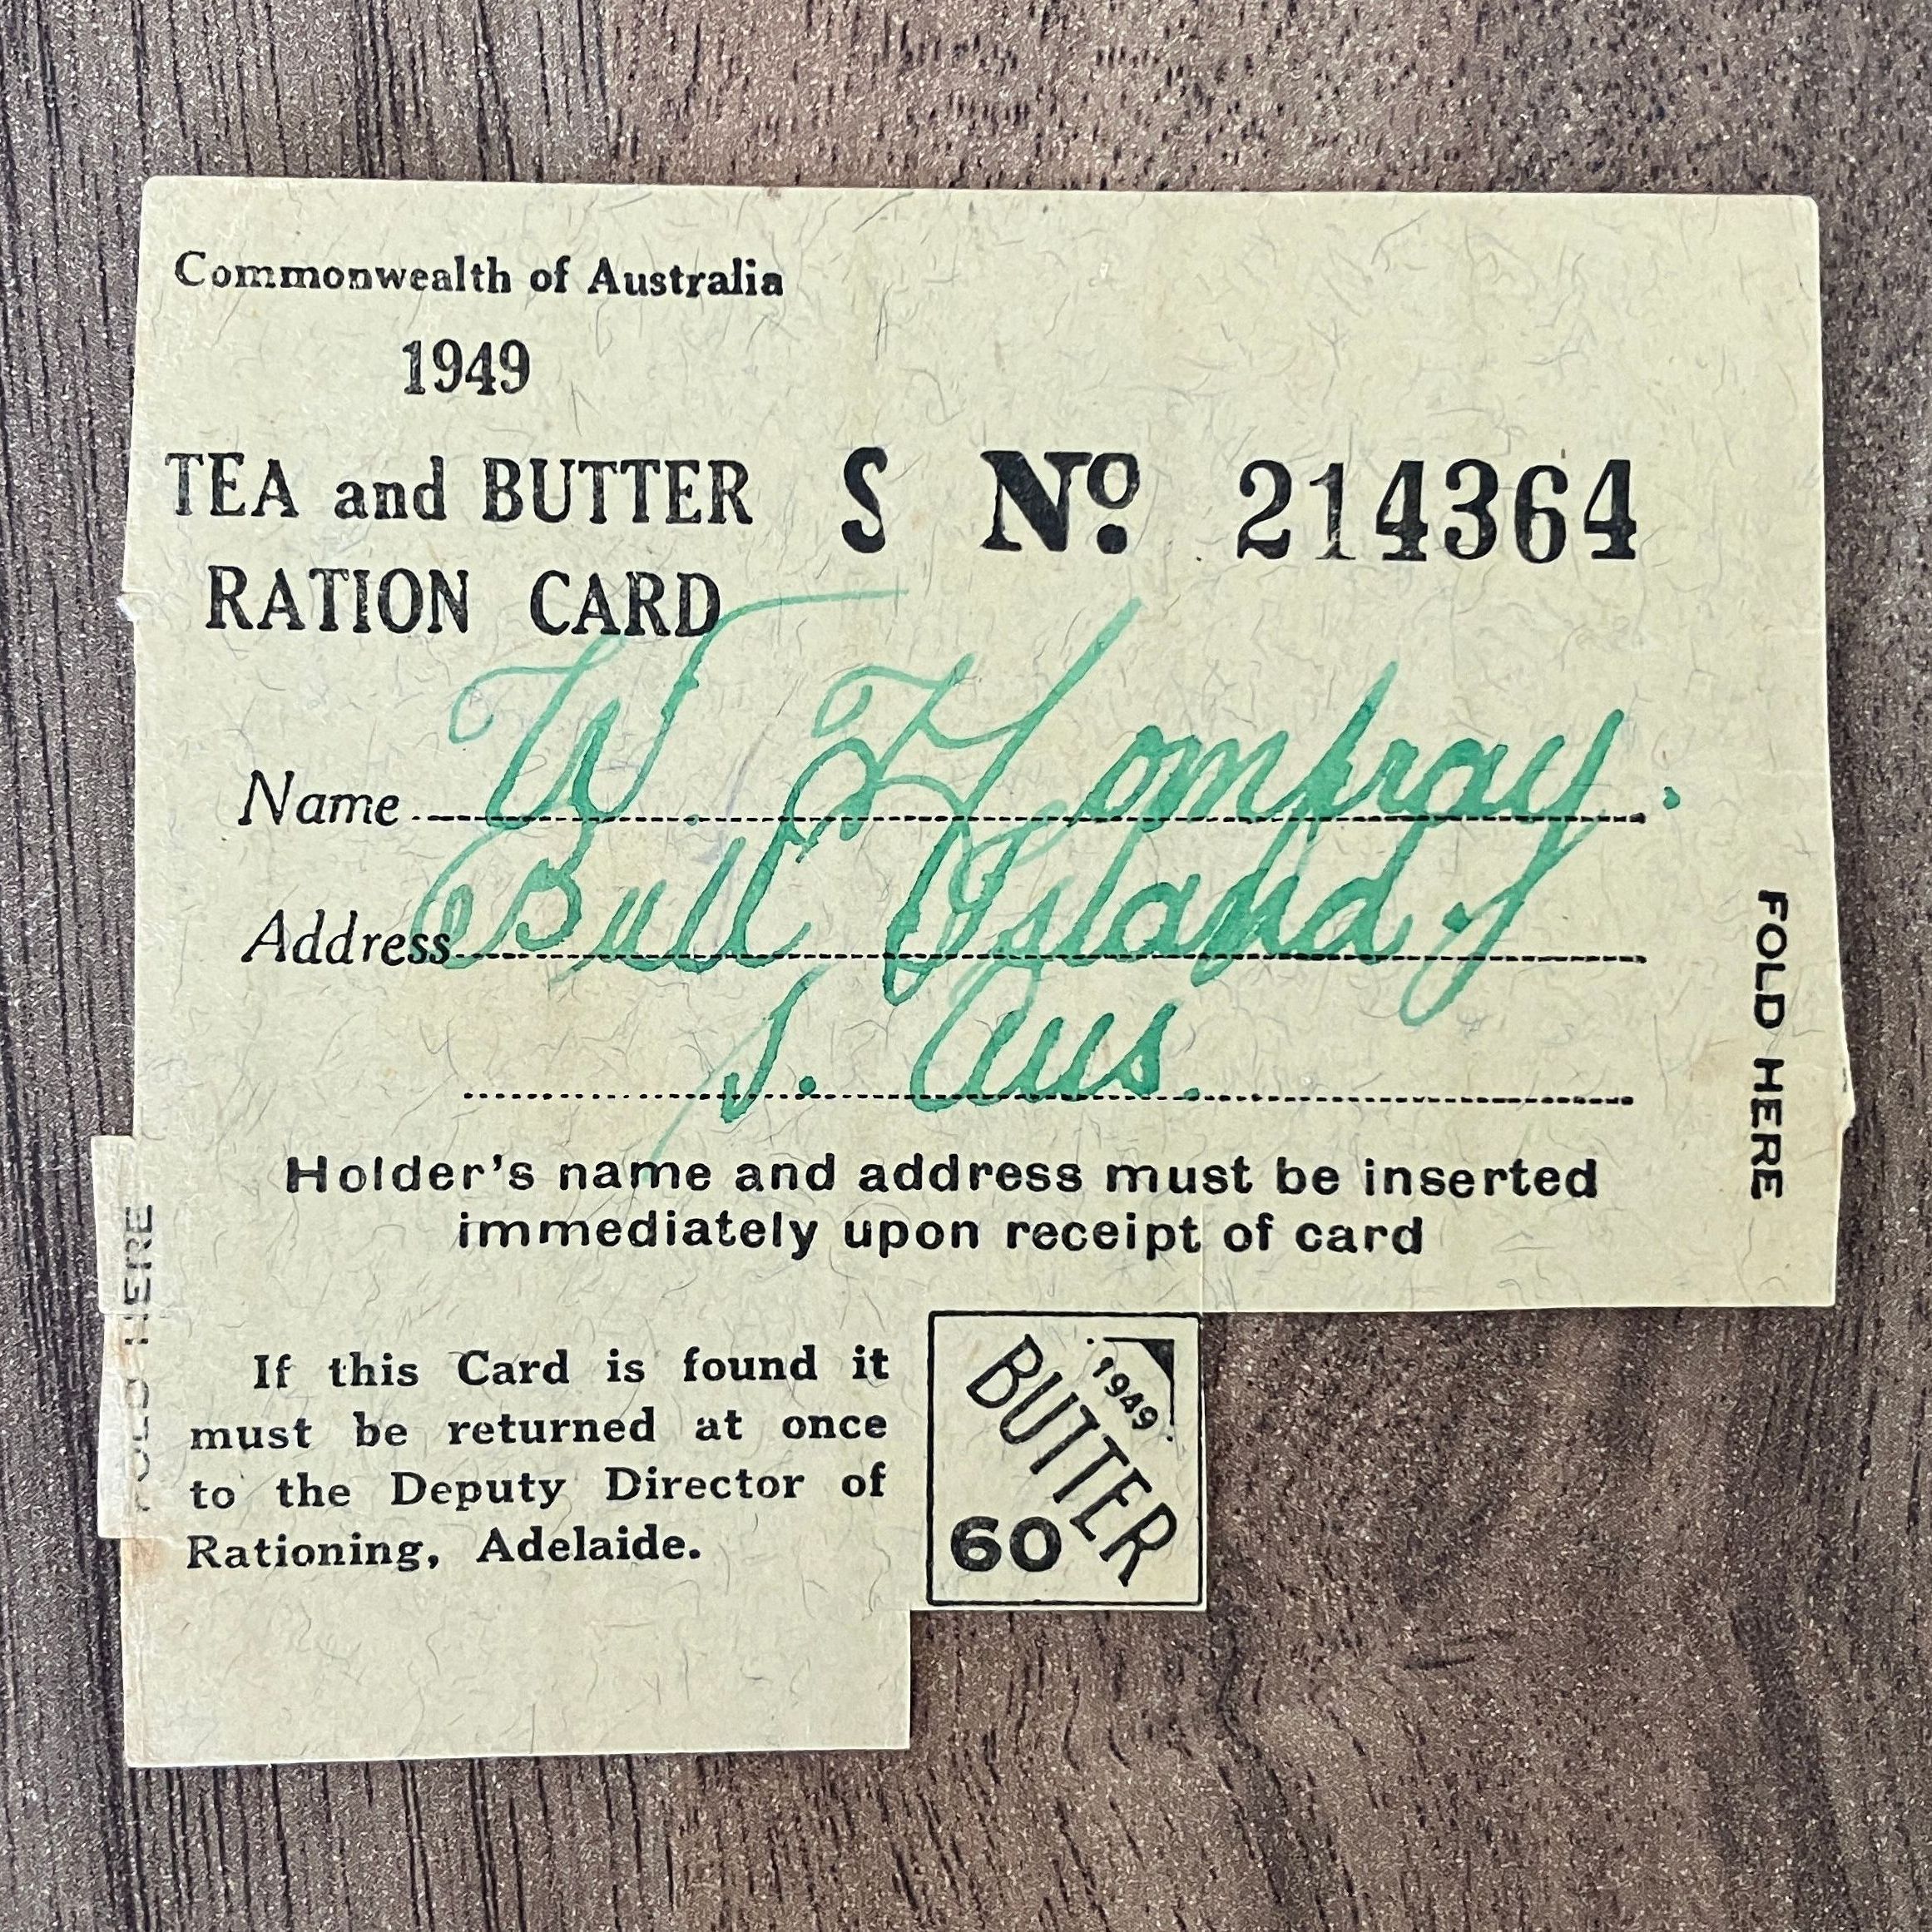 Commonwealth of Australia
1949
TEA and BUTTER
RATION CARD
S Nº 214364
Name W. Hompray.
Address Bull Island
S. Aus.
Holder's name and address must be inserted
immediately upon receipt of card
FOLD HERE
FOLD HERE
If this Card is found it
must be returned at once
to the Deputy Director of
Rationing, Adelaide.
1949
BUTTER
60